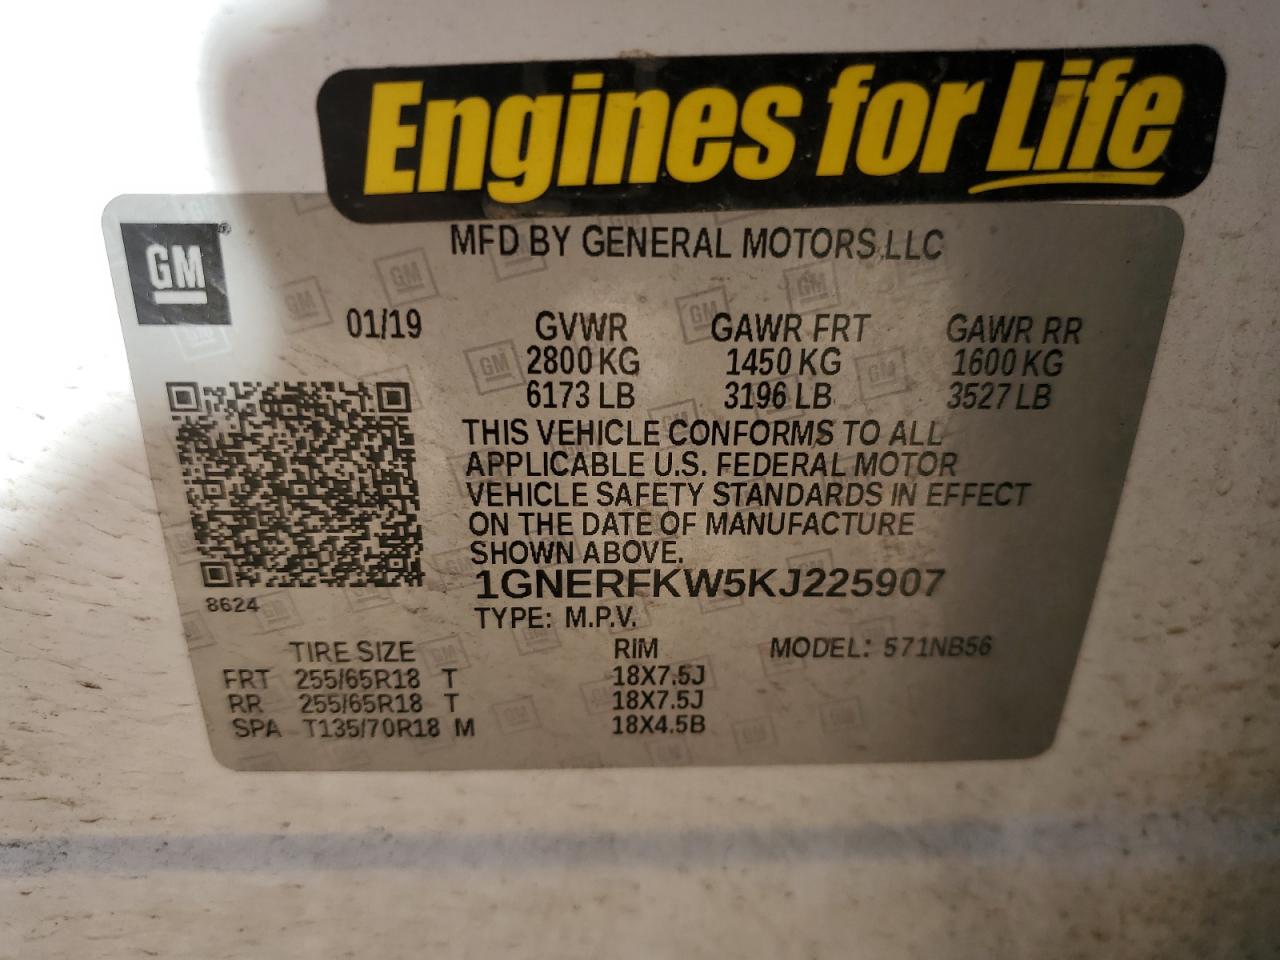 Engines for Life
GM
MFD BY GENERAL MOTORS LLC
01/19 GVWR GAWR FRT GAWR RR
2800 KG 1450 KG 1600 KG
6173 LB 3196 LB 3527 LB
THIS VEHICLE CONFORMS TO ALL
APPLICABLE U.S. FEDERAL MOTOR
VEHICLE SAFETY STANDARDS IN EFFECT
ON THE DATE OF MANUFACTURE
SHOWN ABOVE.
1GNERFKW5KJ225907
8624
TYPE: M.P.V.
TIRE SIZE RIM MODEL: 571NB56
FRT 255/65R18 T 18X7.5J
RR 255/65R18 T 18X7.5J
SPA T135/70R18 M 18X4.5B